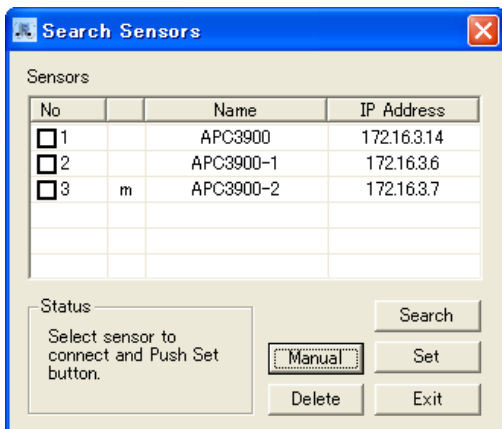 Search Sensors
Sensors
No Name IP Address
1 APC3900 172.16.3.14
2 APC3900-1 172.16.3.6
3 m APC3900-2 172.16.3.7
Status
Select sensor to
connect and Push Set
button.
Search
Manual Set
Delete Exit